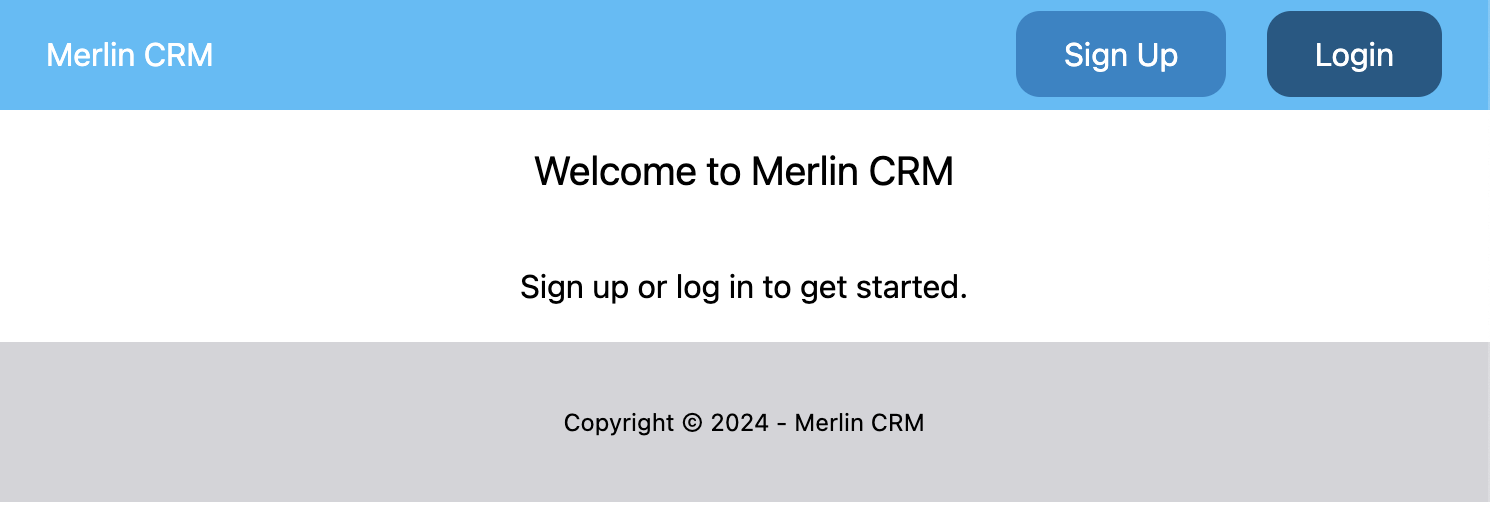 Merlin CRM
Sign Up
Login
Welcome to Merlin CRM
Sign up or log in to get started.
Copyright © 2024 - Merlin CRM